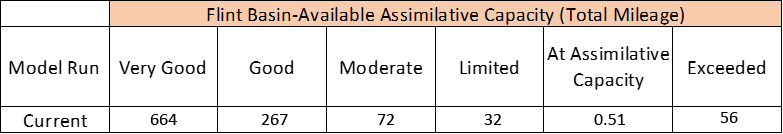 Flint Basin-Available Assimilative Capacity (Total Mileage)
Model Run Very Good Good Moderate Limited At Assimilative Capacity Exceeded
Current 664 267 72 32 0.51 56